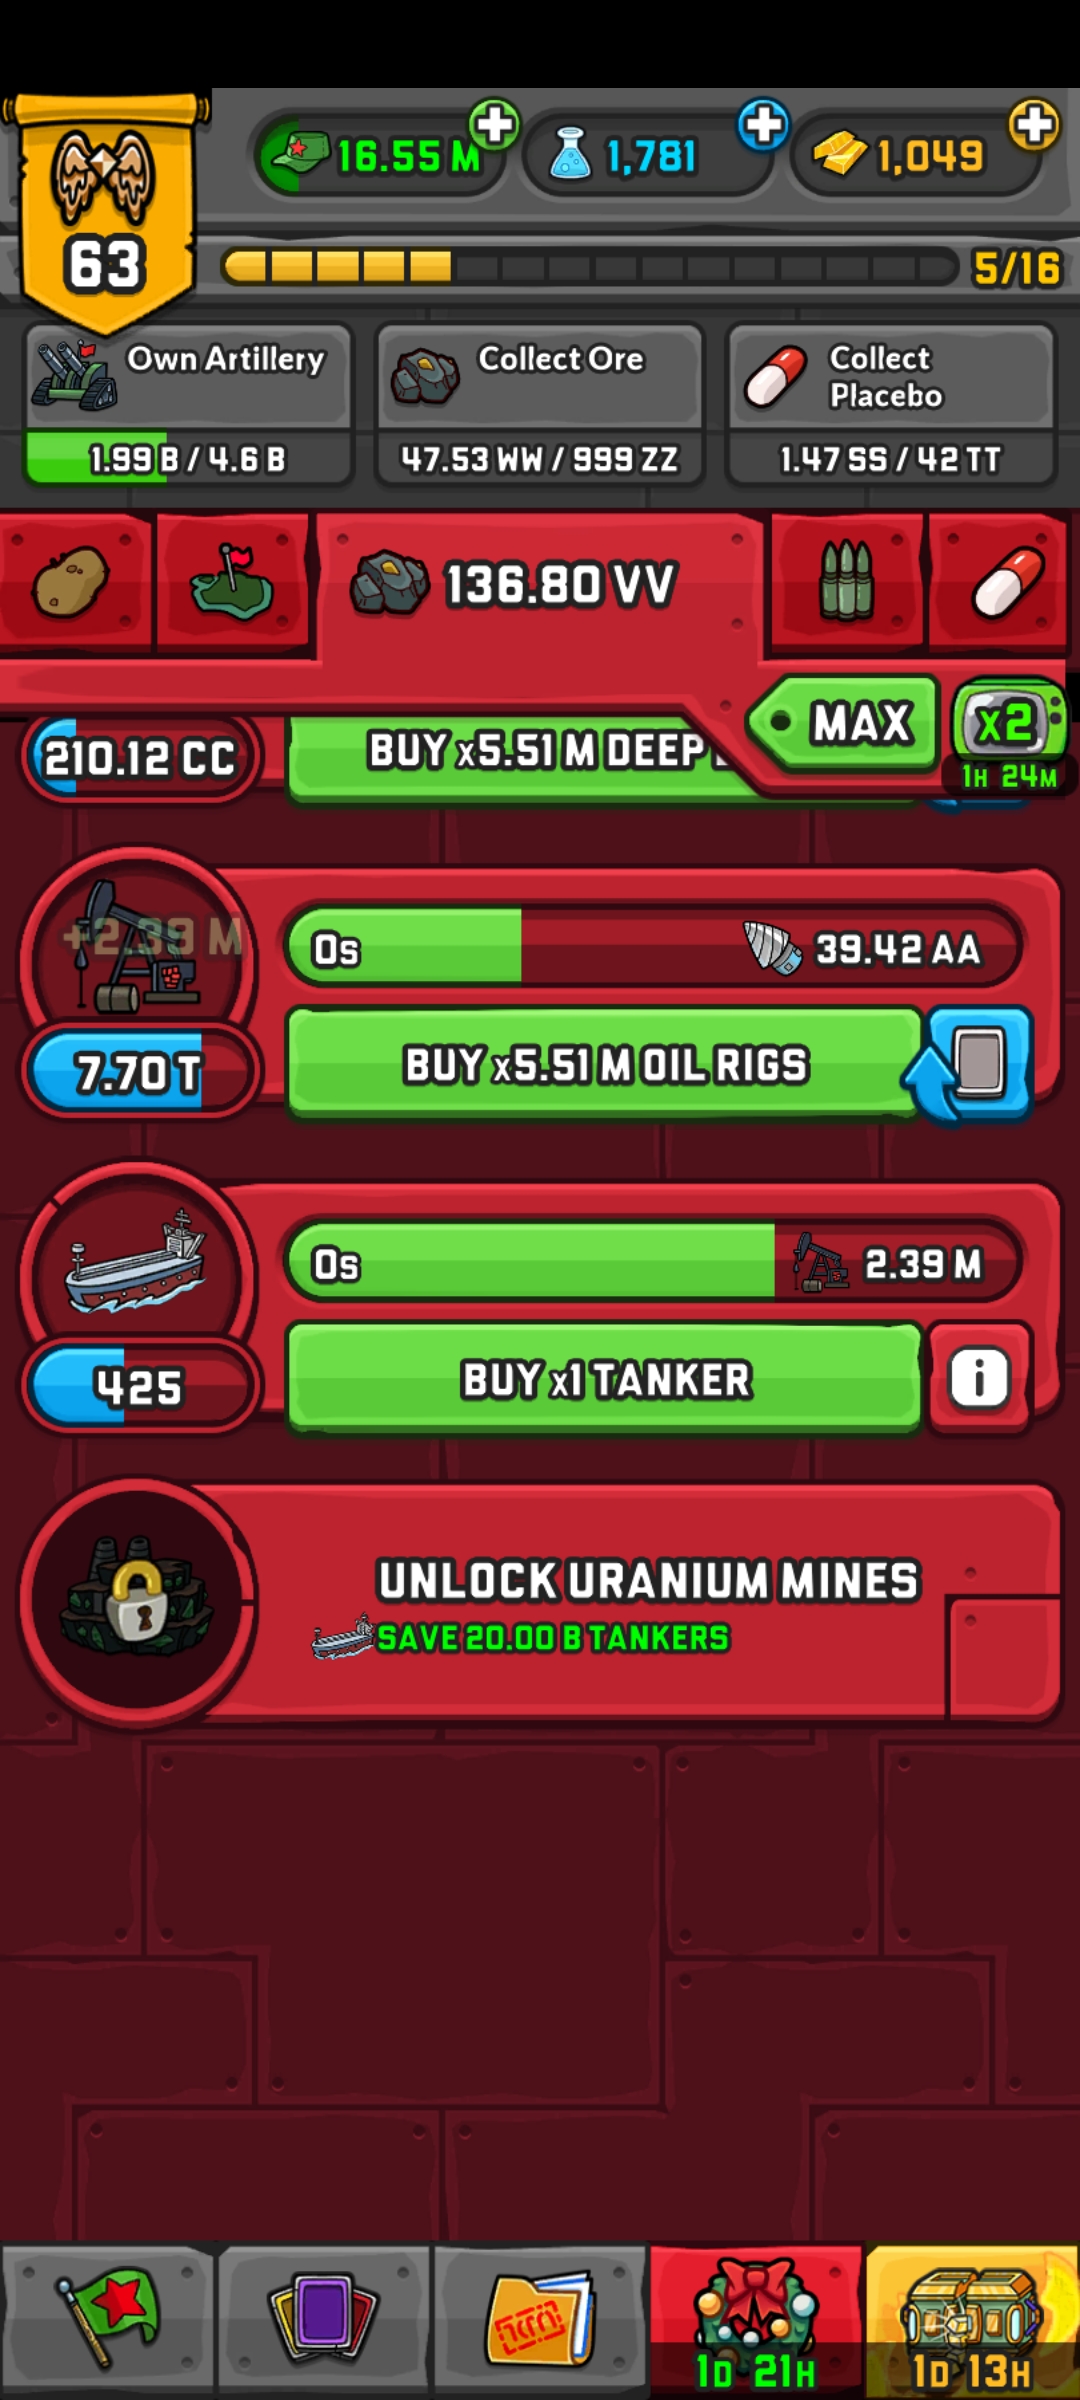 16.55 M
1,781
1,049
63
5/16
Own Artillery
1.99 B / 4.6 B
Collect Ore
47.53 WW / 999 ZZ
Collect
Placebo
1.47 SS / 42 TT
136.80 VV
MAX
x2
1H 24M
210.12 CC
BUY x5.51 M DEEP
+2.39 M
0s
39.42 AA
7.70 T
BUY x5.51 M OIL RIGS
0s
2.39 M
425
BUY x1 TANKER
i
UNLOCK URANIUM MINES
SAVE 20.00 B TANKERS
1D 21H
1D 13H